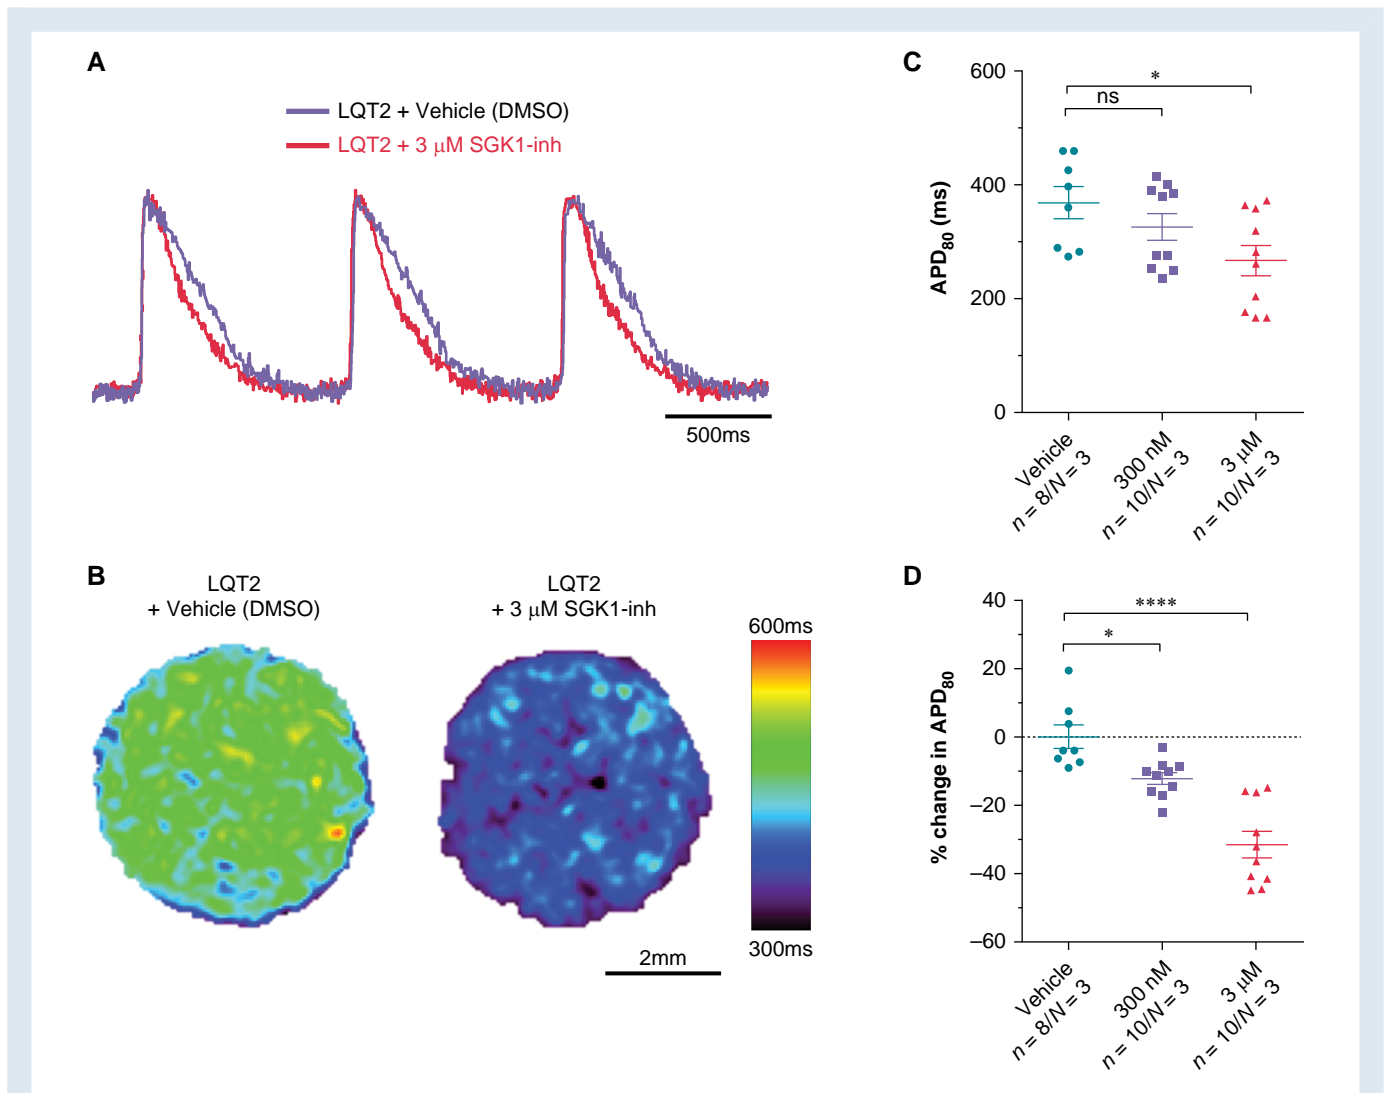 A
LQT2 + Vehicle (DMSO)
LQT2 + 3 μM SGK1-inh
500ms
B
LQT2
+ Vehicle (DMSO)
LQT2
+ 3 μM SGK1-inh
600ms
300ms
2mm
C
*
ns
600
400
200
0
APD80 (ms)
Vehicle
n = 8/N = 3
300 nM
n = 10/N = 3
3 μM
n = 10/N = 3
D
****
*
40
20
0
–20
–40
–60
% change in APD80
Vehicle
n = 8/N = 3
300 nM
n = 10/N = 3
3 μM
n = 10/N = 3